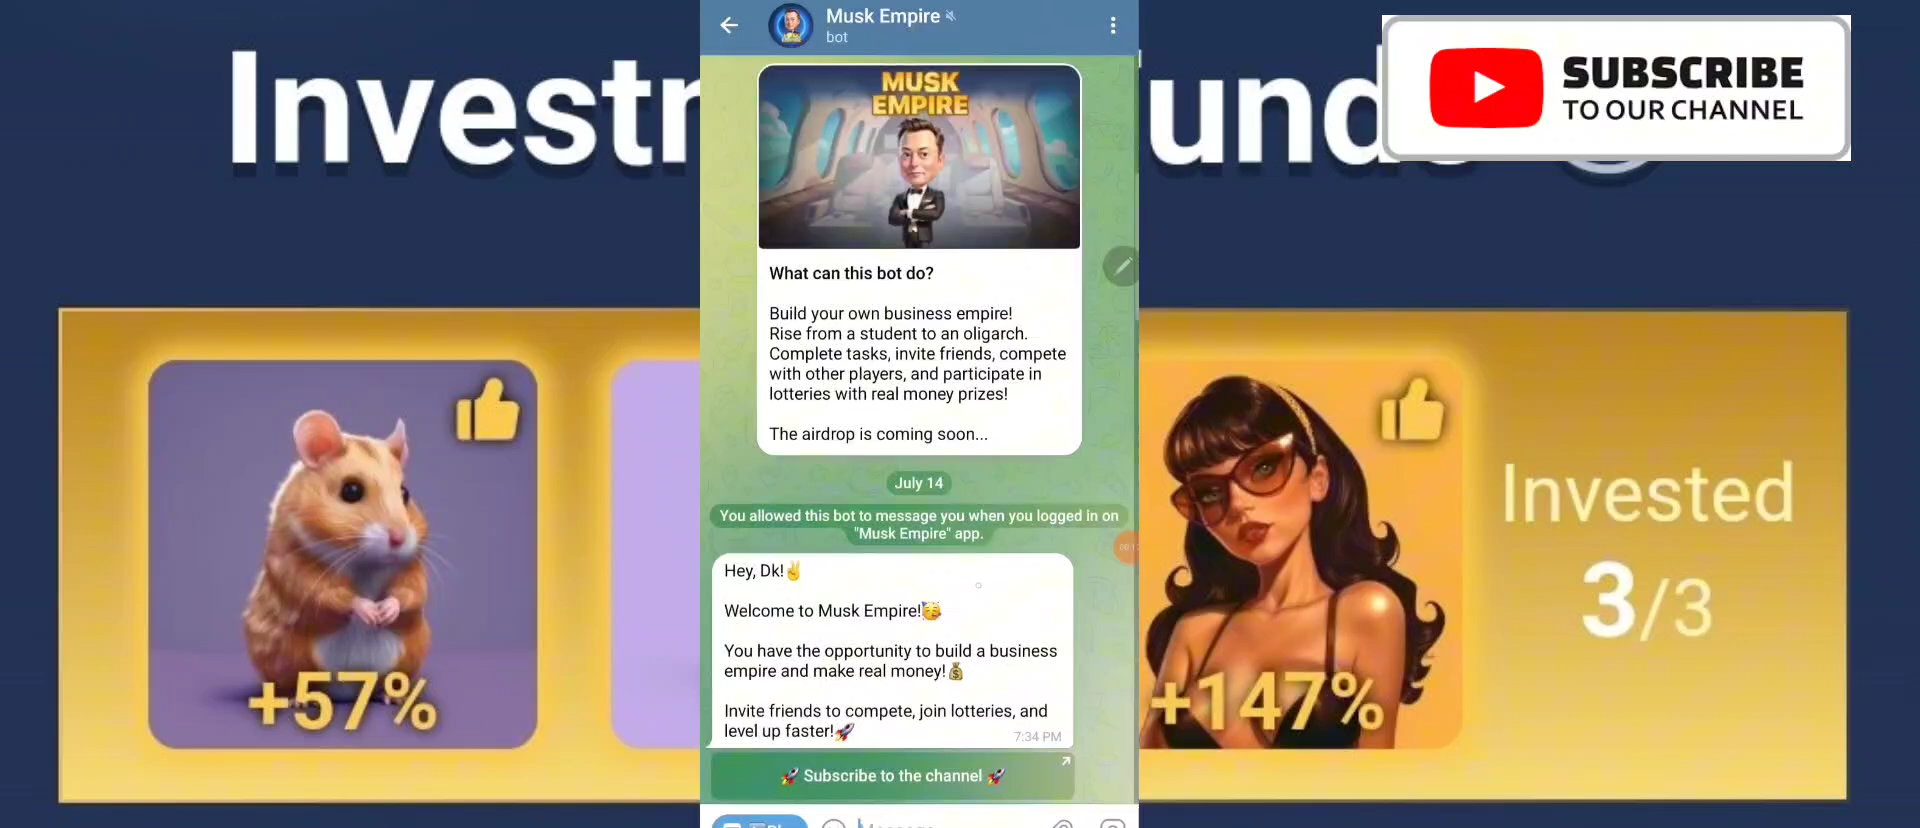 Musk Empire
bot
MUSK
EMPIRE
What can this bot do?
Build your own business empire!
Rise from a student to an oligarch.
Complete tasks, invite friends, compete
with other players, and participate in
lotteries with real money prizes!
The airdrop is coming soon...
July 14
You allowed this bot to message you when you logged in on
"Musk Empire" app.
Hey, Dk!✌
Welcome to Musk Empire!🥳
You have the opportunity to build a business
empire and make real money!💰
Invite friends to compete, join lotteries, and
level up faster!🚀
7:34 PM
🚀 Subscribe to the channel 🚀
SUBSCRIBE
TO OUR CHANNEL
+57%
+147%
Invested
3/3